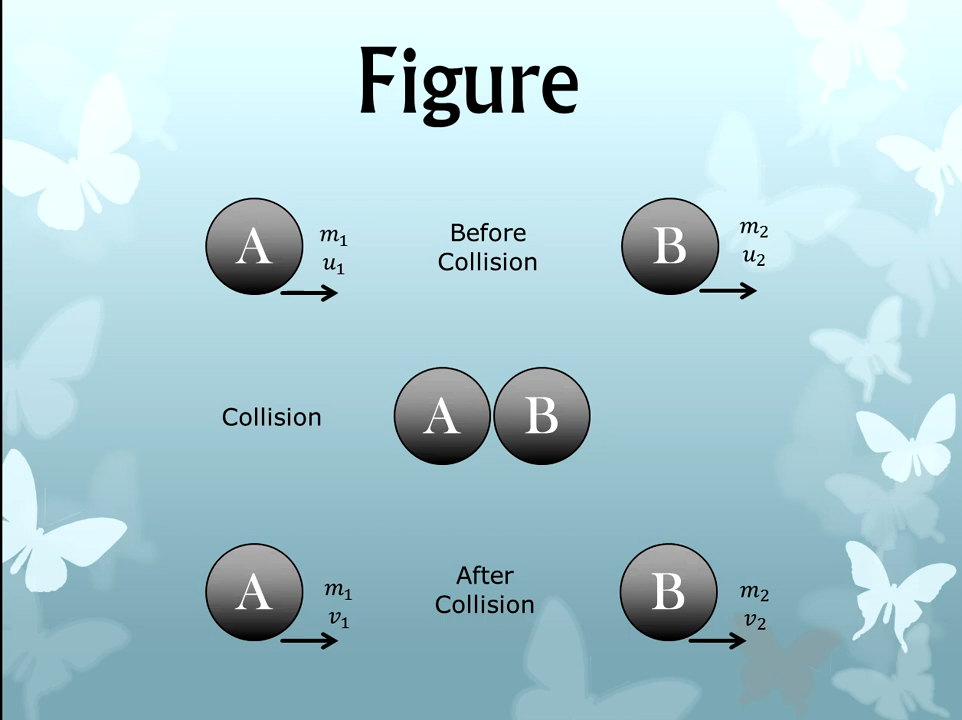 Figure
A
m₁
u₁
Before
Collision
B
m₂
u₂
Collision
A
B
A
m₁
v₁
After
Collision
B
m₂
v₂